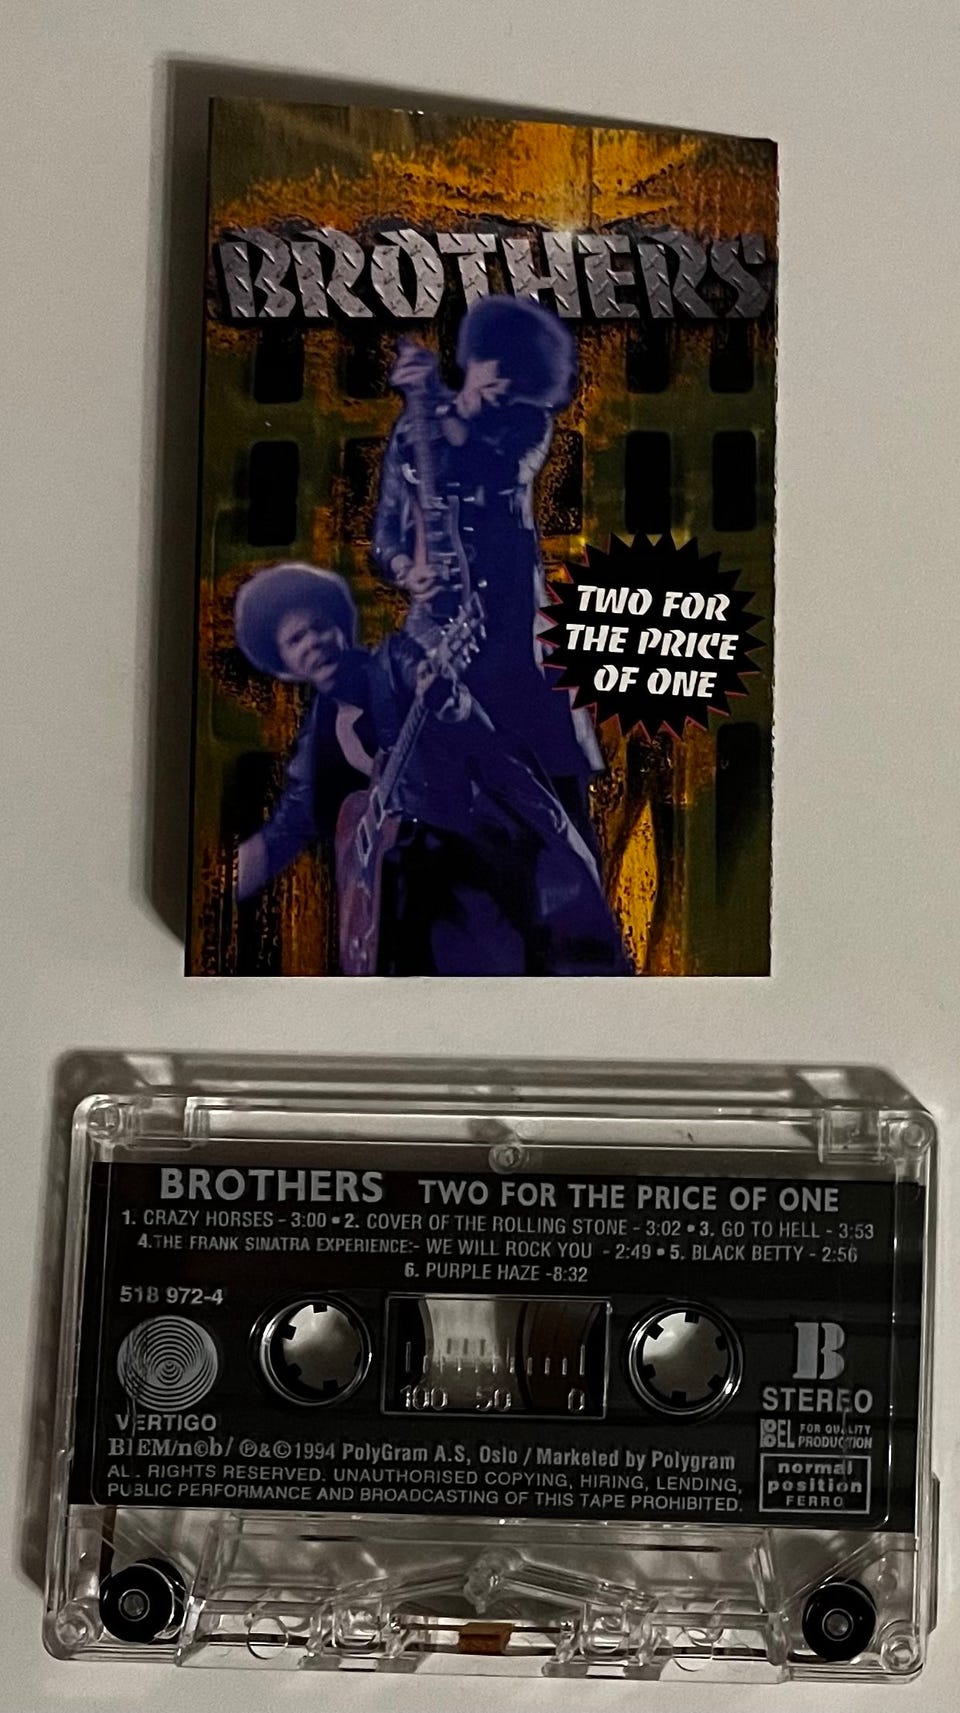 BROTHERS
TWO FOR
THE PRICE
OF ONE
BROTHERS TWO FOR THE PRICE OF ONE
1. CRAZY HORSES - 3:00 • 2. COVER OF THE ROLLING STONE - 3:02 • 3. GO TO HELL - 3:53
4.THE FRANK SINATRA EXPERIENCE:- WE WILL ROCK YOU - 2:49 • 5. BLACK BETTY - 2:56
6. PURPLE HAZE -8:32
518 972-4
100 50 0
B
STEREO
VERTIGO
BEL FOR QUALITY
PRODUCTION
BIEM/n©b/ ℗&©1994 PolyGram A.S, Oslo / Marketed by Polygram
ALL RIGHTS RESERVED. UNAUTHORISED COPYING, HIRING, LENDING,
PUBLIC PERFORMANCE AND BROADCASTING OF THIS TAPE PROHIBITED.
normal
position
FERRO